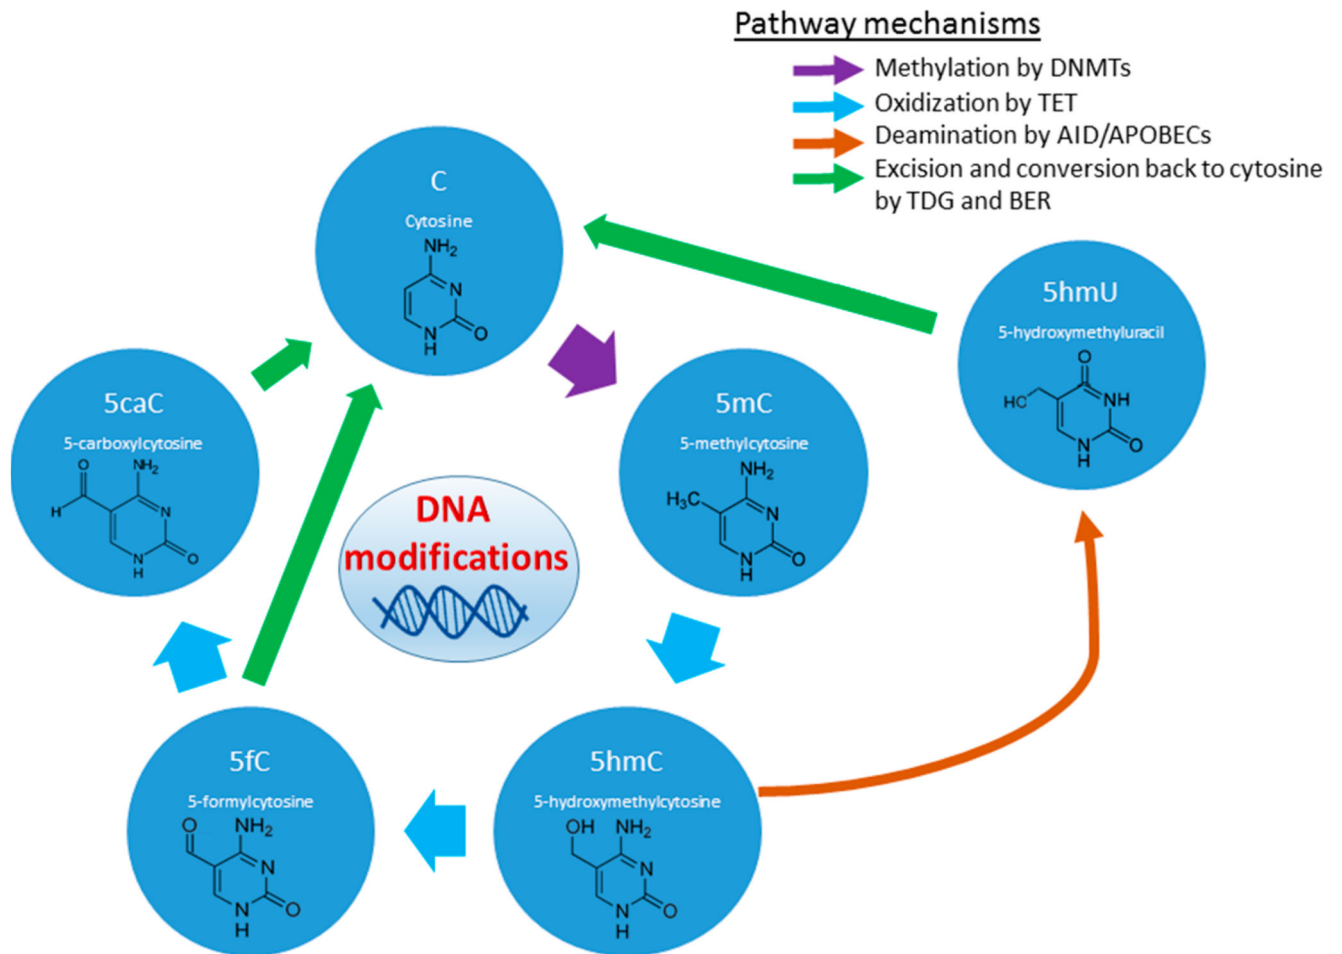 Pathway mechanisms
Methylation by DNMTs
Oxidization by TET
Deamination by AID/APOBECs
Excision and conversion back to cytosine
by TDG and BER
C
Cytosine
NH2
N
N
H
O
5hmU
5-hydroxymethyluracil
O
HO
NH
N
H
O
5caC
5-carboxylcytosine
O
NH2
H
N
N
H
O
5mC
5-methylcytosine
NH2
H3C
N
N
H
O
DNA
modifications
5fC
5-formylcytosine
O
NH2
N
N
H
O
5hmC
5-hydroxymethylcytosine
OH
NH2
N
N
H
O